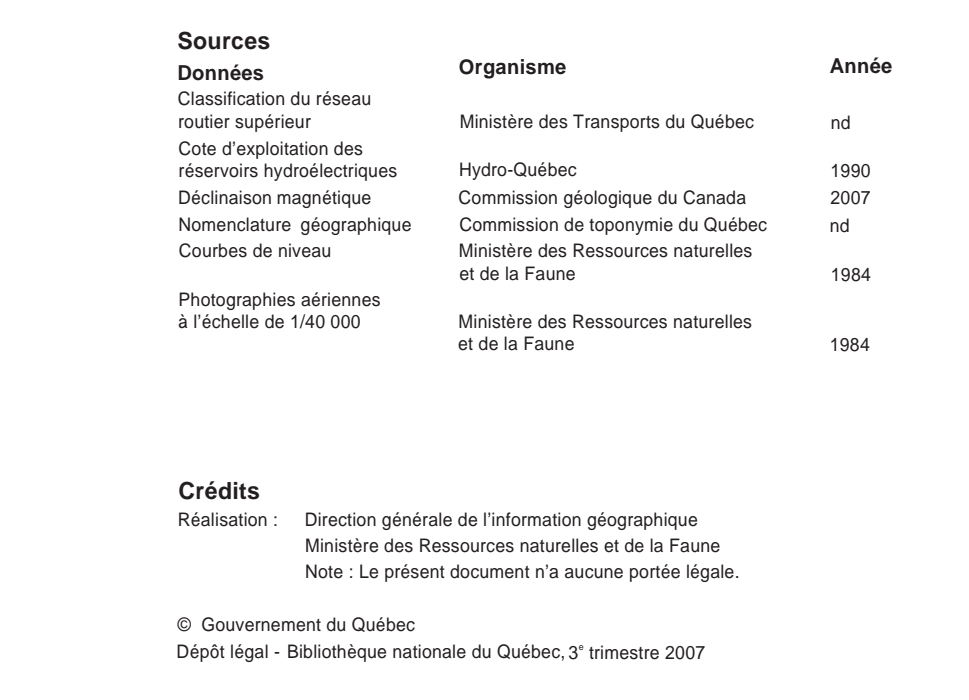 Sources
Données Organisme Année
Classification du réseau
routier supérieur Ministère des Transports du Québec nd
Cote d'exploitation des
réservoirs hydroélectriques Hydro-Québec 1990
Déclinaison magnétique Commission géologique du Canada 2007
Nomenclature géographique Commission de toponymie du Québec nd
Courbes de niveau Ministère des Ressources naturelles
et de la Faune 1984
Photographies aériennes
à l'échelle de 1/40 000 Ministère des Ressources naturelles
et de la Faune 1984
Crédits
Réalisation : Direction générale de l'information géographique
Ministère des Ressources naturelles et de la Faune
Note : Le présent document n'a aucune portée légale.
© Gouvernement du Québec
Dépôt légal - Bibliothèque nationale du Québec, 3e trimestre 2007